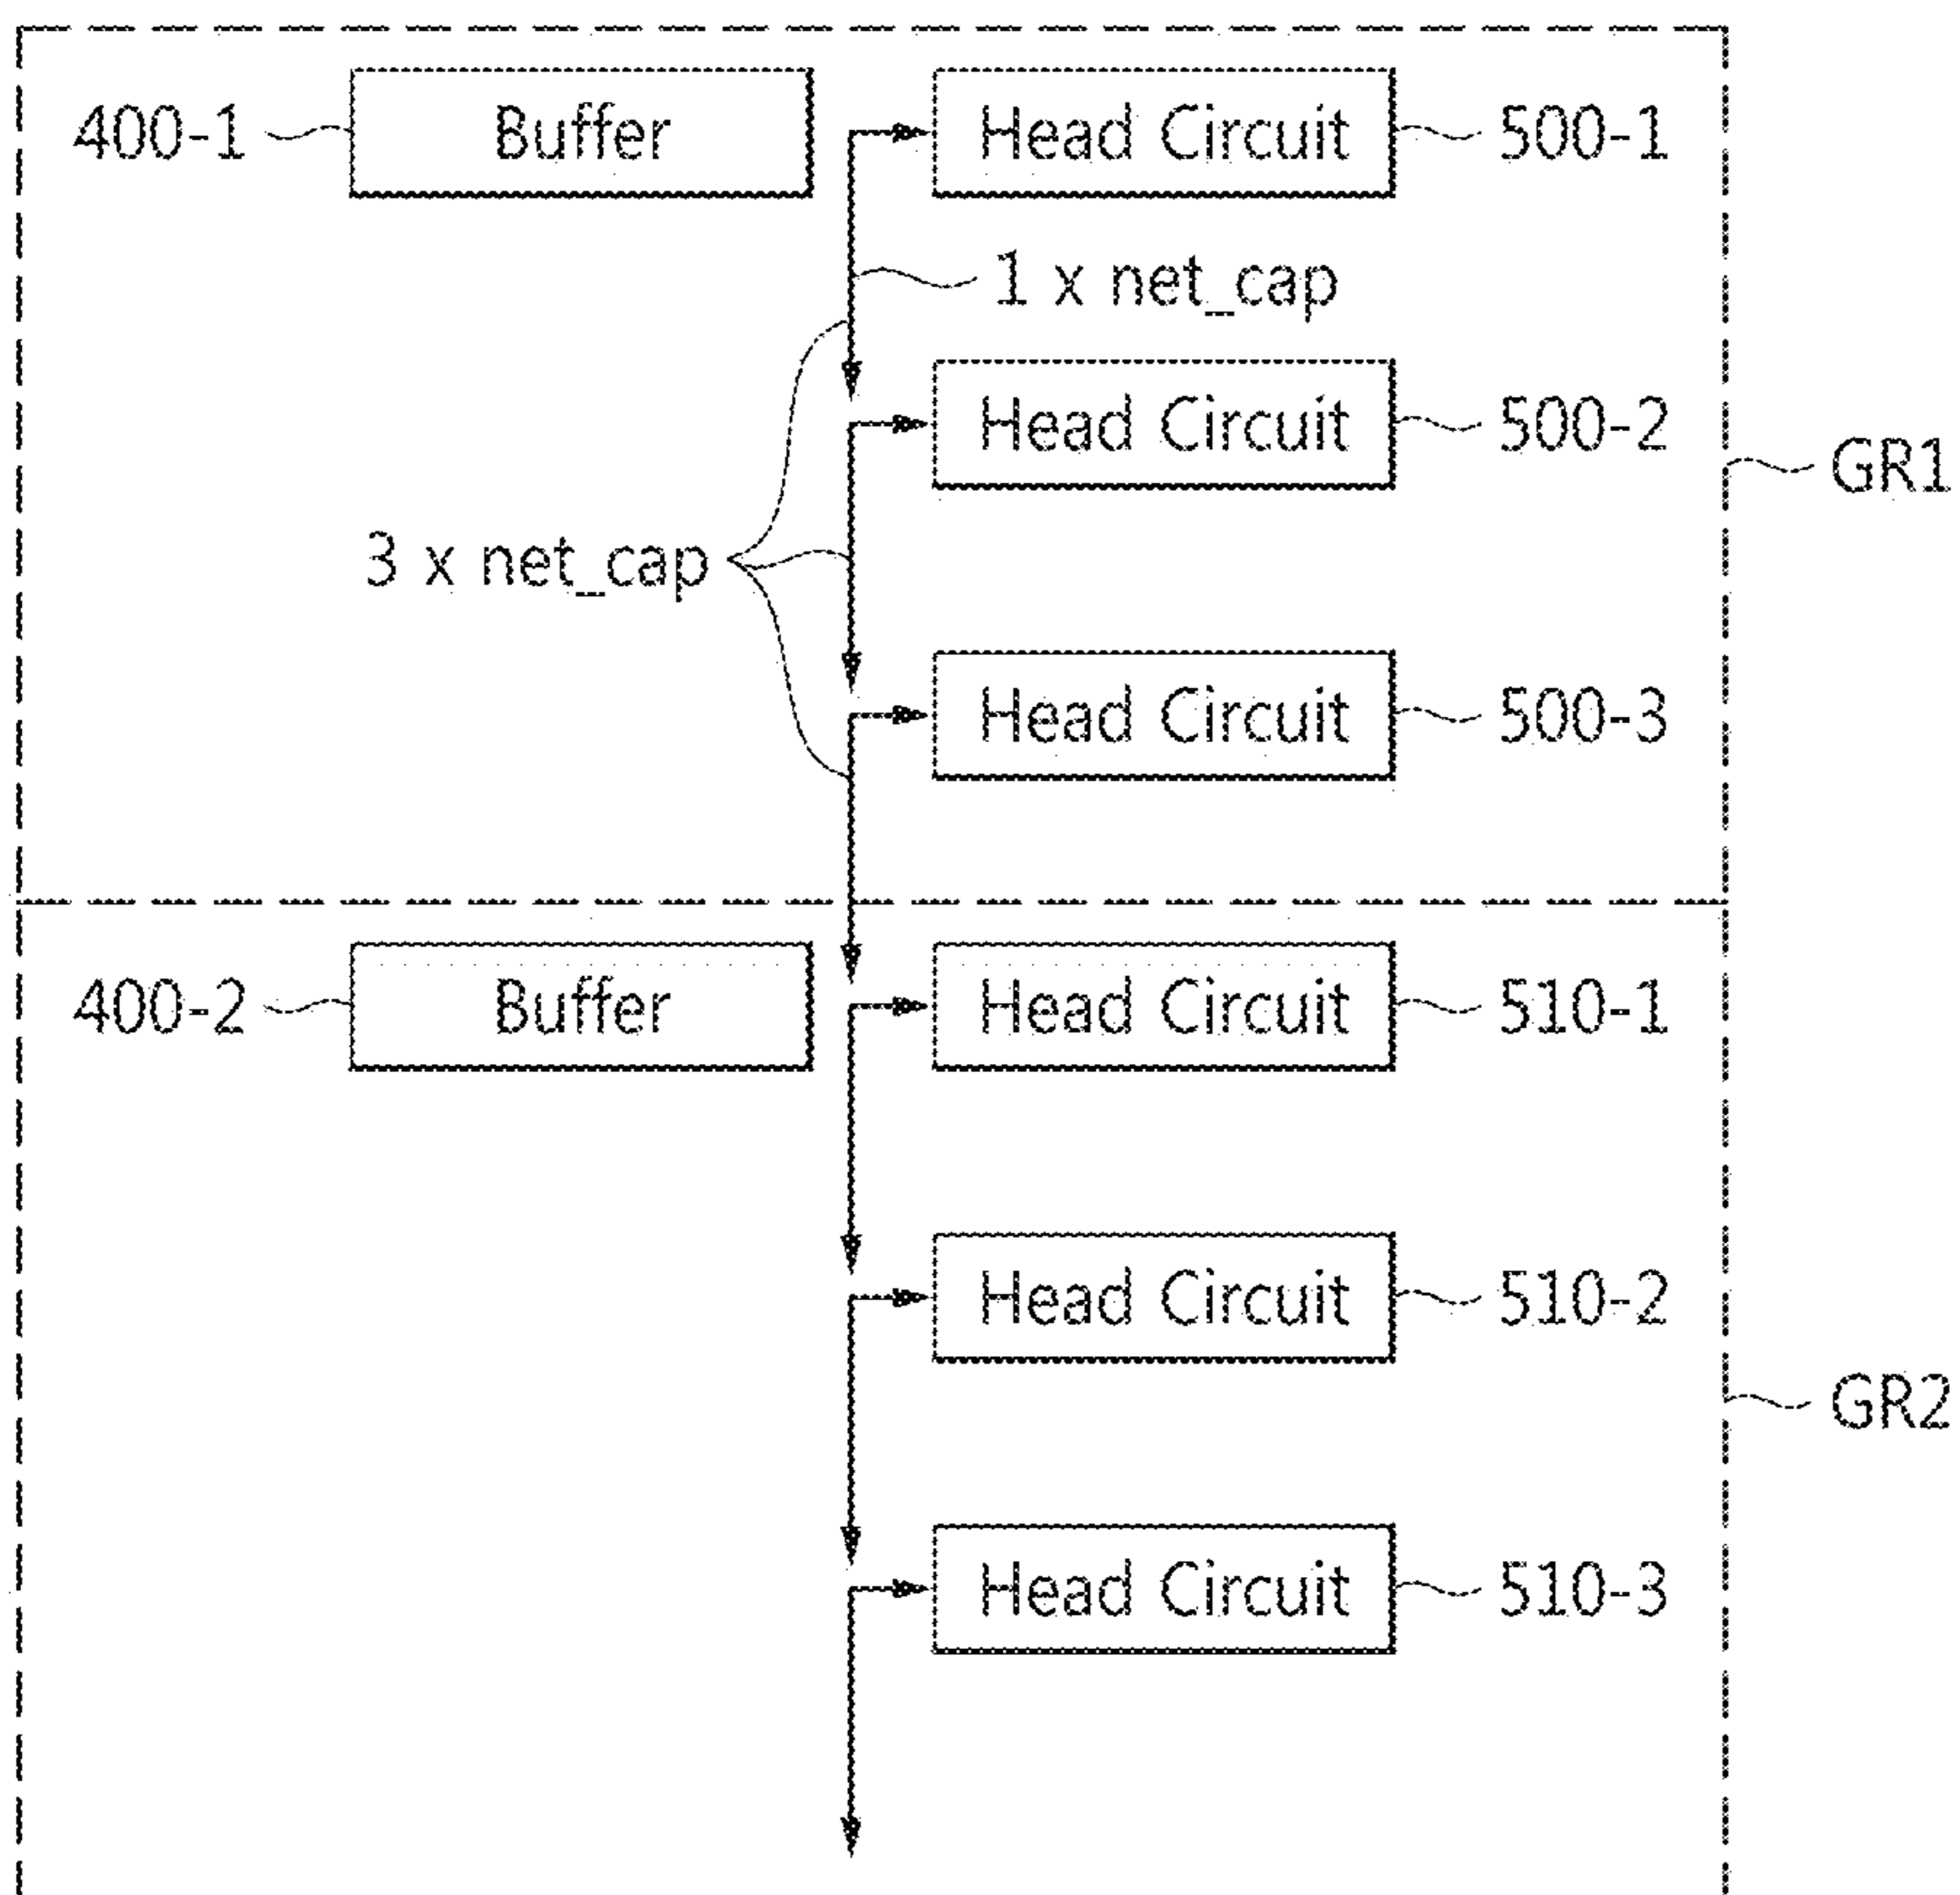 400-1 Buffer Head Circuit 500-1
1 x net_cap
Head Circuit 500-2
GR1
3 x net_cap
Head Circuit 500-3
400-2 Buffer Head Circuit 510-1
Head Circuit 510-2
GR2
Head Circuit 510-3